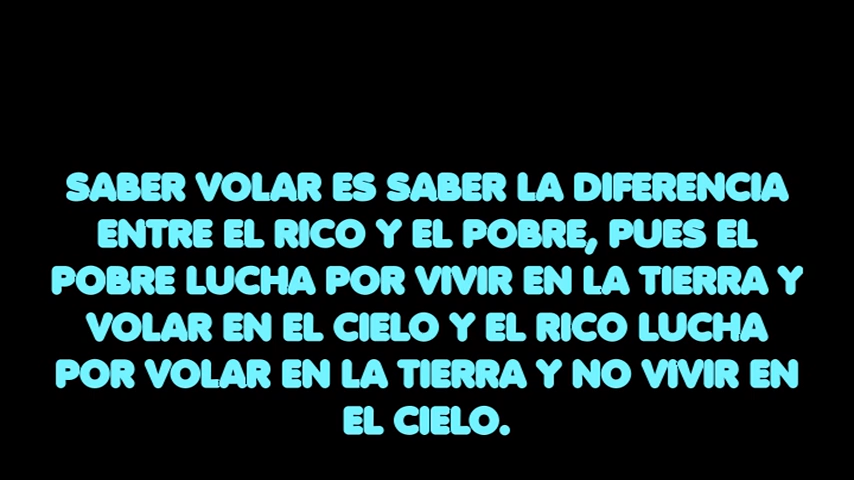 SABER VOLAR ES SABER LA DIFERENCIA
ENTRE EL RICO Y EL POBRE, PUES EL
POBRE LUCHA POR VIVIR EN LA TIERRA Y
VOLAR EN EL CIELO Y EL RICO LUCHA
POR VOLAR EN LA TIERRA Y NO VIVIR EN
EL CIELO.